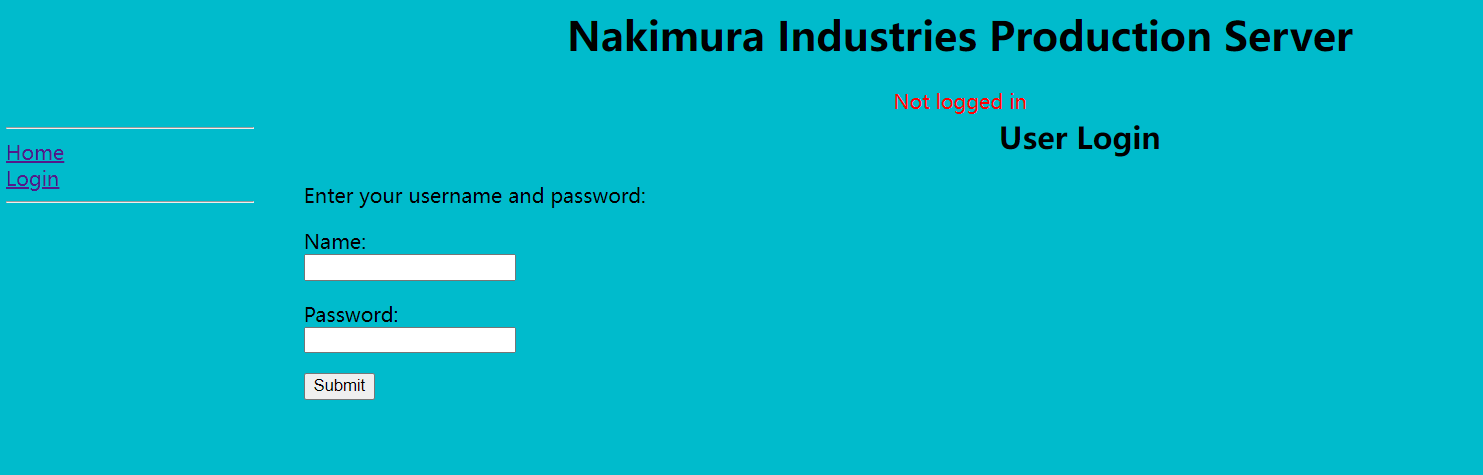 Nakimura Industries Production Server
Not logged in
Home
Login
User Login
Enter your username and password:
Name:
Password:
Submit